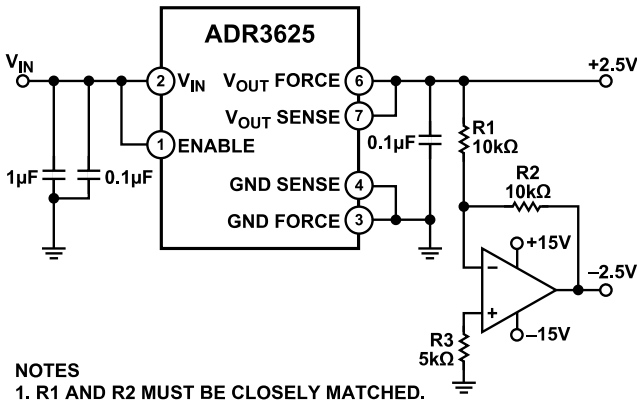 ADR3625
V_IN
2
V_IN
V_OUT FORCE
6
+2.5V
V_OUT SENSE
7
1
ENABLE
1µF
0.1µF
0.1µF
R1
10kΩ
R2
10kΩ
GND SENSE
4
GND FORCE
3
+15V
−
–2.5V
+
–15V
R3
5kΩ
NOTES
1. R1 AND R2 MUST BE CLOSELY MATCHED.